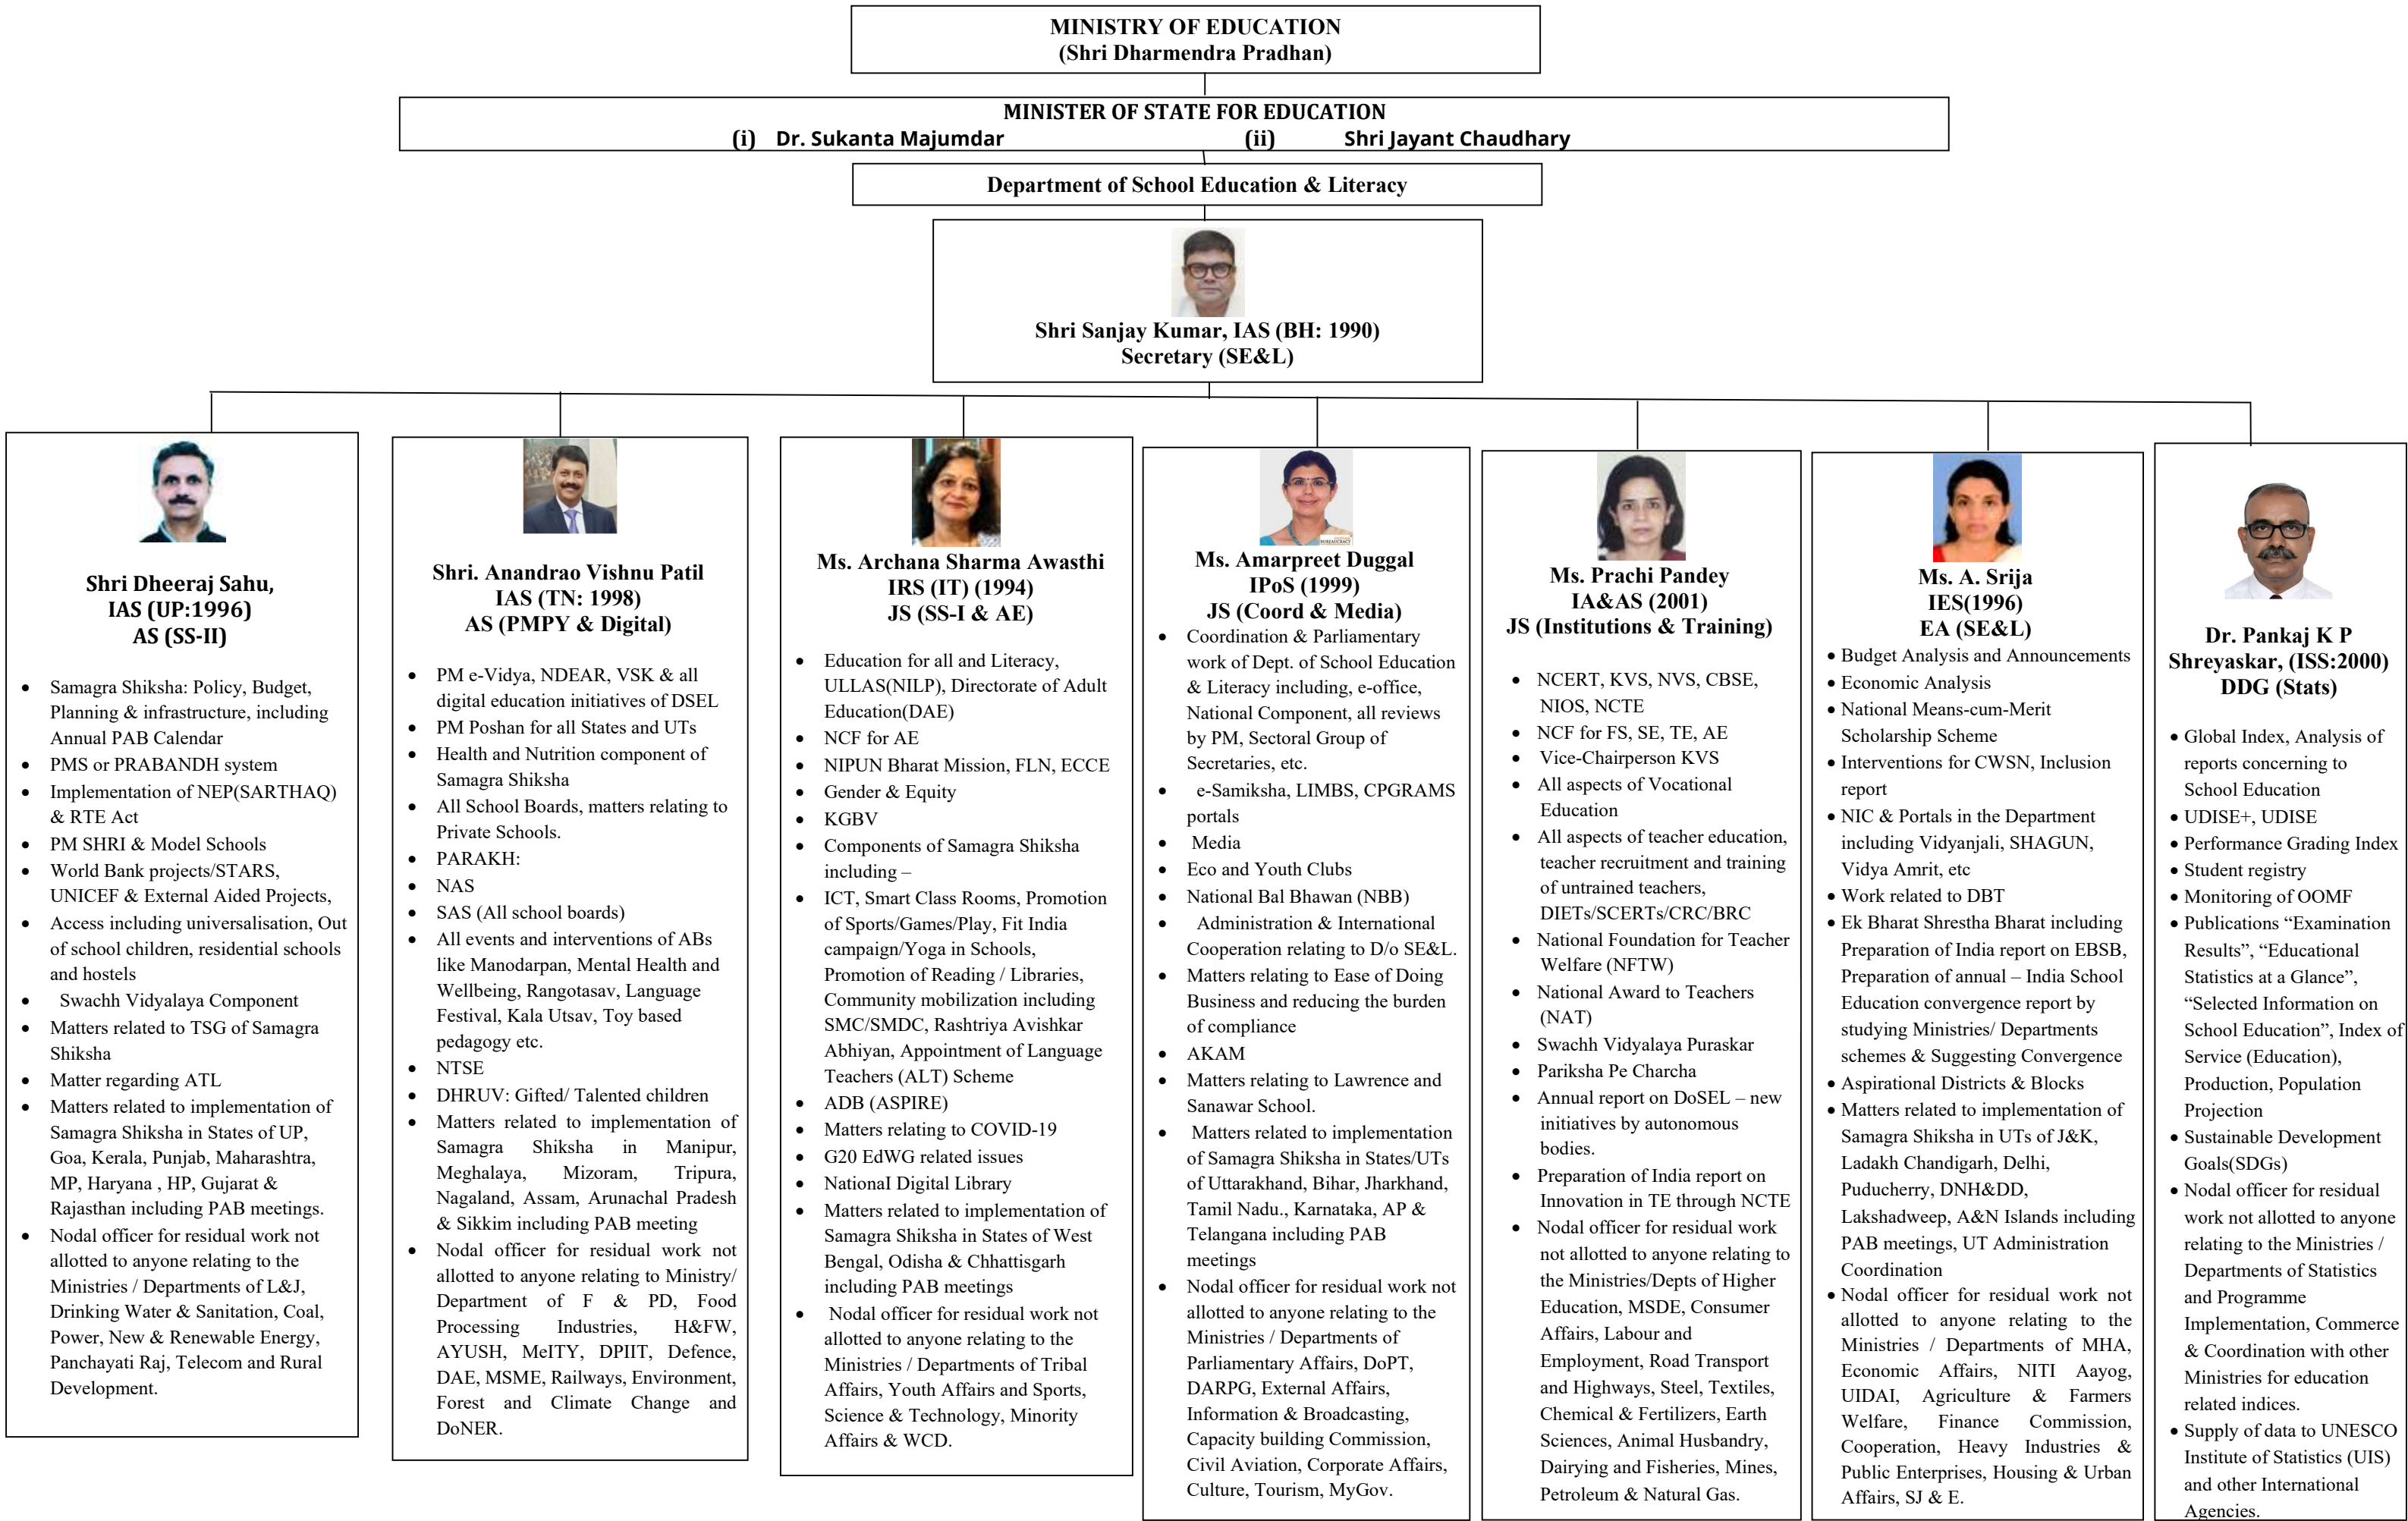 MINISTRY OF EDUCATION
(Shri Dharmendra Pradhan)
MINISTER OF STATE FOR EDUCATION
(i) Dr. Sukanta Majumdar (ii) Shri Jayant Chaudhary
Department of School Education & Literacy
Shri Sanjay Kumar, IAS (BH: 1990)
Secretary (SE&L)
Shri Dheeraj Sahu,
IAS (UP:1996)
AS (SS-II)
• Samagra Shiksha: Policy, Budget,
Planning & infrastructure, including
Annual PAB Calendar
• PMS or PRABANDH system
• Implementation of NEP(SARTHAQ)
& RTE Act
• PM SHRI & Model Schools
• World Bank projects/STARS,
UNICEF & External Aided Projects,
• Access including universalisation, Out
of school children, residential schools
and hostels
• Swachh Vidyalaya Component
• Matters related to TSG of Samagra
Shiksha
• Matter regarding ATL
• Matters related to implementation of
Samagra Shiksha in States of UP,
Goa, Kerala, Punjab, Maharashtra,
MP, Haryana , HP, Gujarat &
Rajasthan including PAB meetings.
• Nodal officer for residual work not
allotted to anyone relating to the
Ministries / Departments of L&J,
Drinking Water & Sanitation, Coal,
Power, New & Renewable Energy,
Panchayati Raj, Telecom and Rural
Development.
Shri. Anandrao Vishnu Patil
IAS (TN: 1998)
AS (PMPY & Digital)
• PM e-Vidya, NDEAR, VSK & all
digital education initiatives of DSEL
• PM Poshan for all States and UTs
• Health and Nutrition component of
Samagra Shiksha
• All School Boards, matters relating to
Private Schools.
• PARAKH:
• NAS
• SAS (All school boards)
• All events and interventions of ABs
like Manodarpan, Mental Health and
Wellbeing, Rangotasav, Language
Festival, Kala Utsav, Toy based
pedagogy etc.
• NTSE
• DHRUV: Gifted/ Talented children
• Matters related to implementation of
Samagra Shiksha in Manipur,
Meghalaya, Mizoram, Tripura,
Nagaland, Assam, Arunachal Pradesh
& Sikkim including PAB meeting
• Nodal officer for residual work not
allotted to anyone relating to Ministry/
Department of F & PD, Food
Processing Industries, H&FW,
AYUSH, MeITY, DPIIT, Defence,
DAE, MSME, Railways, Environment,
Forest and Climate Change and
DoNER.
Ms. Archana Sharma Awasthi
IRS (IT) (1994)
JS (SS-I & AE)
• Education for all and Literacy,
ULLAS(NILP), Directorate of Adult
Education(DAE)
• NCF for AE
• NIPUN Bharat Mission, FLN, ECCE
• Gender & Equity
• KGBV
• Components of Samagra Shiksha
including –
• ICT, Smart Class Rooms, Promotion
of Sports/Games/Play, Fit India
campaign/Yoga in Schools,
Promotion of Reading / Libraries,
Community mobilization including
SMC/SMDC, Rashtriya Avishkar
Abhiyan, Appointment of Language
Teachers (ALT) Scheme
• ADB (ASPIRE)
• Matters relating to COVID-19
• G20 EdWG related issues
• National Digital Library
• Matters related to implementation of
Samagra Shiksha in States of West
Bengal, Odisha & Chhattisgarh
including PAB meetings
• Nodal officer for residual work not
allotted to anyone relating to the
Ministries / Departments of Tribal
Affairs, Youth Affairs and Sports,
Science & Technology, Minority
Affairs & WCD.
BUREAUCRACY
Ms. Amarpreet Duggal
IPoS (1999)
JS (Coord & Media)
• Coordination & Parliamentary
work of Dept. of School Education
& Literacy including, e-office,
National Component, all reviews
by PM, Sectoral Group of
Secretaries, etc.
• e-Samiksha, LIMBS, CPGRAMS
portals
• Media
• Eco and Youth Clubs
• National Bal Bhawan (NBB)
• Administration & International
Cooperation relating to D/o SE&L.
• Matters relating to Ease of Doing
Business and reducing the burden
of compliance
• AKAM
• Matters relating to Lawrence and
Sanawar School.
• Matters related to implementation
of Samagra Shiksha in States/UTs
of Uttarakhand, Bihar, Jharkhand,
Tamil Nadu., Karnataka, AP &
Telangana including PAB
meetings
• Nodal officer for residual work not
allotted to anyone relating to the
Ministries / Departments of
Parliamentary Affairs, DoPT,
DARPG, External Affairs,
Information & Broadcasting,
Capacity building Commission,
Civil Aviation, Corporate Affairs,
Culture, Tourism, MyGov.
Ms. Prachi Pandey
IA&AS (2001)
JS (Institutions & Training)
• NCERT, KVS, NVS, CBSE,
NIOS, NCTE
• NCF for FS, SE, TE, AE
• Vice-Chairperson KVS
• All aspects of Vocational
Education
• All aspects of teacher education,
teacher recruitment and training
of untrained teachers,
DIETs/SCERTs/CRC/BRC
• National Foundation for Teacher
Welfare (NFTW)
• National Award to Teachers
(NAT)
• Swachh Vidyalaya Puraskar
• Pariksha Pe Charcha
• Annual report on DoSEL – new
initiatives by autonomous
bodies.
• Preparation of India report on
Innovation in TE through NCTE
• Nodal officer for residual work
not allotted to anyone relating to
the Ministries/Depts of Higher
Education, MSDE, Consumer
Affairs, Labour and
Employment, Road Transport
and Highways, Steel, Textiles,
Chemical & Fertilizers, Earth
Sciences, Animal Husbandry,
Dairying and Fisheries, Mines,
Petroleum & Natural Gas.
Ms. A. Srija
IES(1996)
EA (SE&L)
• Budget Analysis and Announcements
• Economic Analysis
• National Means-cum-Merit
Scholarship Scheme
• Interventions for CWSN, Inclusion
report
• NIC & Portals in the Department
including Vidyanjali, SHAGUN,
Vidya Amrit, etc
• Work related to DBT
• Ek Bharat Shrestha Bharat including
Preparation of India report on EBSB,
Preparation of annual – India School
Education convergence report by
studying Ministries/ Departments
schemes & Suggesting Convergence
• Aspirational Districts & Blocks
• Matters related to implementation of
Samagra Shiksha in UTs of J&K,
Ladakh Chandigarh, Delhi,
Puducherry, DNH&DD,
Lakshadweep, A&N Islands including
PAB meetings, UT Administration
Coordination
• Nodal officer for residual work not
allotted to anyone relating to the
Ministries / Departments of MHA,
Economic Affairs, NITI Aayog,
UIDAI, Agriculture & Farmers
Welfare, Finance Commission,
Cooperation, Heavy Industries &
Public Enterprises, Housing & Urban
Affairs, SJ & E.
Dr. Pankaj K P
Shreyaskar, (ISS:2000)
DDG (Stats)
• Global Index, Analysis of
reports concerning to
School Education
• UDISE+, UDISE
• Performance Grading Index
• Student registry
• Monitoring of OOMF
• Publications “Examination
Results”, “Educational
Statistics at a Glance”,
“Selected Information on
School Education”, Index of
Service (Education),
Production, Population
Projection
• Sustainable Development
Goals(SDGs)
• Nodal officer for residual
work not allotted to anyone
relating to the Ministries /
Departments of Statistics
and Programme
Implementation, Commerce
& Coordination with other
Ministries for education
related indices.
• Supply of data to UNESCO
Institute of Statistics (UIS)
and other International
Agencies.